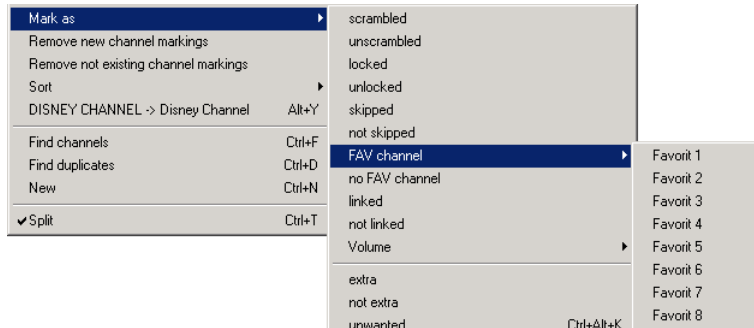 Mark as
Remove new channel markings
Remove not existing channel markings
Sort
DISNEY CHANNEL -> Disney Channel Alt+Y
Find channels Ctrl+F
Find duplicates Ctrl+D
New Ctrl+N
Split Ctrl+T
scrambled
unscrambled
locked
unlocked
skipped
not skipped
FAV channel
no FAV channel
linked
not linked
Volume
extra
not extra
unwanted Ctrl+Alt+K
Favorit 1
Favorit 2
Favorit 3
Favorit 4
Favorit 5
Favorit 6
Favorit 7
Favorit 8